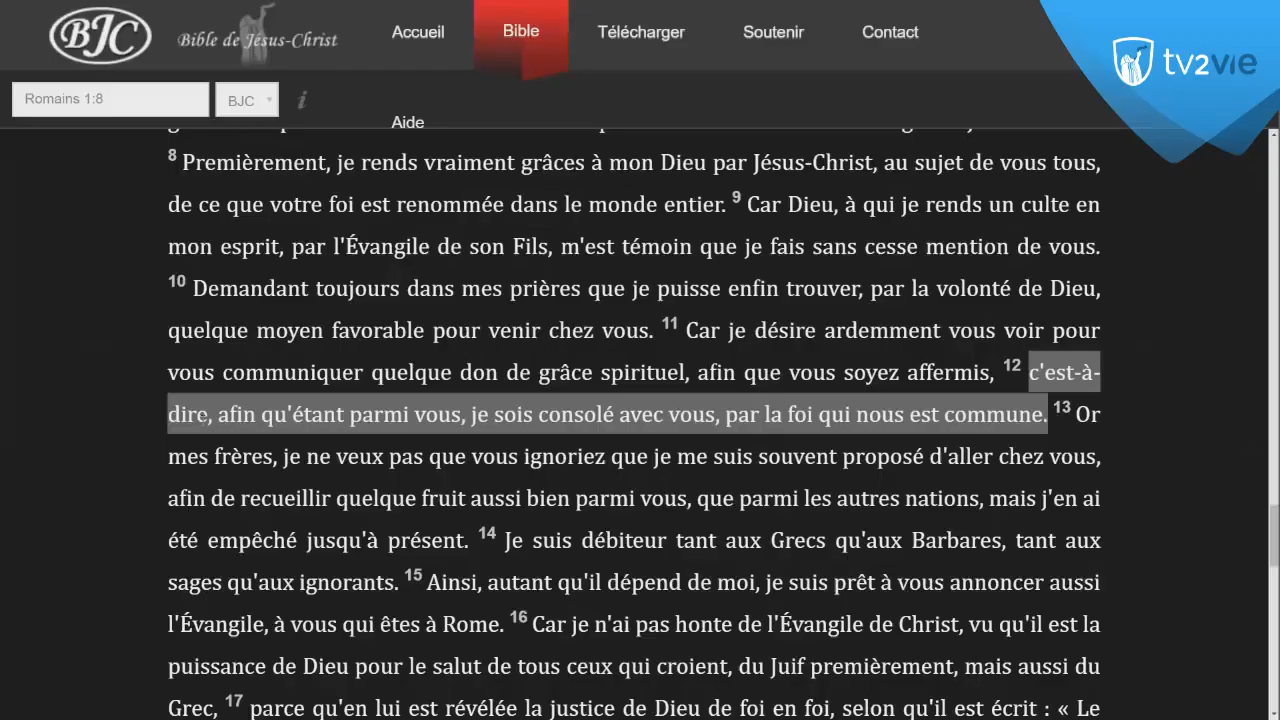 BJC
Bible de Jésus-Christ
Accueil
Bible
Télécharger
Soutenir
Contact
tv2vie
Romains 1:8
BJC
i
Aide
8 Premièrement, je rends vraiment grâces à mon Dieu par Jésus-Christ, au sujet de vous tous,
de ce que votre foi est renommée dans le monde entier. 9 Car Dieu, à qui je rends un culte en
mon esprit, par l'Évangile de son Fils, m'est témoin que je fais sans cesse mention de vous.
10 Demandant toujours dans mes prières que je puisse enfin trouver, par la volonté de Dieu,
quelque moyen favorable pour venir chez vous. 11 Car je désire ardemment vous voir pour
vous communiquer quelque don de grâce spirituel, afin que vous soyez affermis, 12 c'est-à-
dire, afin qu'étant parmi vous, je sois consolé avec vous, par la foi qui nous est commune. 13 Or
mes frères, je ne veux pas que vous ignoriez que je me suis souvent proposé d'aller chez vous,
afin de recueillir quelque fruit aussi bien parmi vous, que parmi les autres nations, mais j'en ai
été empêché jusqu'à présent. 14 Je suis débiteur tant aux Grecs qu'aux Barbares, tant aux
sages qu'aux ignorants. 15 Ainsi, autant qu'il dépend de moi, je suis prêt à vous annoncer aussi
l'Évangile, à vous qui êtes à Rome. 16 Car je n'ai pas honte de l'Évangile de Christ, vu qu'il est la
puissance de Dieu pour le salut de tous ceux qui croient, du Juif premièrement, mais aussi du
Grec, 17 parce qu'en lui est révélée la justice de Dieu de foi en foi, selon qu'il est écrit : « Le